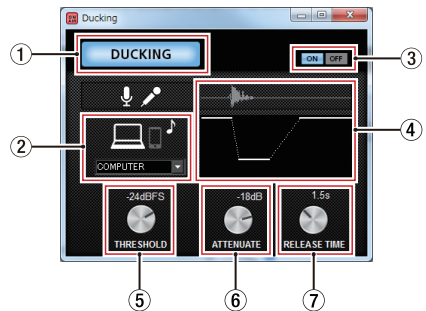 Ducking
① DUCKING
ON OFF ③
②
COMPUTER
④
-24dBFS -18dB 1.5s
THRESHOLD ATTENUATE RELEASE TIME
⑤ ⑥ ⑦